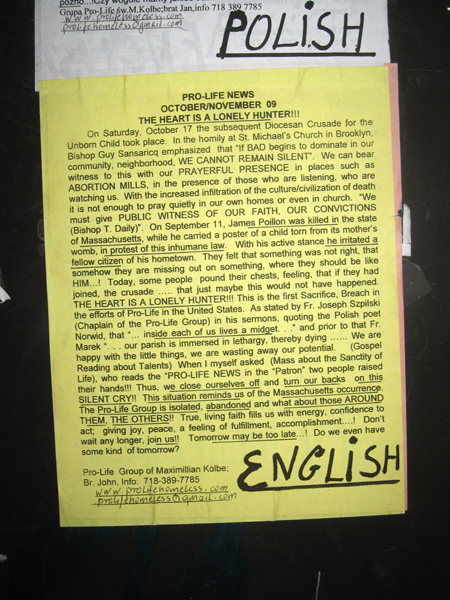 pozno...!Czy wogóle mamy jakieś
Grupa Pro-Life św.M.Kolbe;brat Jan,info 718 389 7785
www.prolifehomeless.com
prolifehomeless@gmail.com
POLISH
PRO-LIFE NEWS
OCTOBER/NOVEMBER 09
THE HEART IS A LONELY HUNTER!!!
On Saturday, October 17 the subsequent Diocesan Crusade for the
Unborn Child took place. In the homily at St. Michael's Church in Brooklyn,
Bishop Guy Sansaricq emphasized that "If BAD begins to dominate in our
community, neighborhood, WE CANNOT REMAIN SILENT". We can bear
witness to this with our PRAYERFUL PRESENCE in places such as
ABORTION MILLS, in the presence of those who are listening, who are
watching us. With the increased infiltration of the culture/civilization of death
it is not enough to pray quietly in our own homes or even in church. "We
must give PUBLIC WITNESS OF OUR FAITH, OUR CONVICTIONS
(Bishop T. Daily)". On September 11, James Poillon was killed in the state
of Massachusetts, while he carried a poster of a child torn from its mother's
womb, in protest of this inhumane law. With his active stance he irritated a
fellow citizen of his hometown. They felt that something was not right, that
somehow they are missing out on something, where they should be like
HIM...! Today, some people pound their chests, feeling, that if they had
joined, the crusade ..... that just maybe this would not have happened.
THE HEART IS A LONELY HUNTER!!! This is the first Sacrifice, Breach in
the efforts of Pro-Life in the United States. As stated by Fr. Joseph Szpilski
(Chaplain of the Pro-Life Group) in his sermons, quoting the Polish poet
Norwid, that "... inside each of us lives a midget. . ." and prior to that Fr.
Marek ". . . our parish is immersed in lethargy, thereby dying ...... We are
happy with the little things, we are wasting away our potential. (Gospel
Reading about Talents) When I myself asked (Mass about the Sanctity of
Life), who reads the "PRO-LIFE NEWS in the "Patron" two people raised
their hands!!! Thus, we close ourselves off and turn our backs on this
SILENT CRY!! This situation reminds us of the Massachusetts occurrence.
The Pro-Life Group is isolated, abandoned and what about those AROUND
THEM, THE OTHERS!! True, living faith fills us with energy, confidence to
act; giving joy, peace, a feeling of fulfillment, accomplishment....! Don't
wait any longer, join us!! Tomorrow may be too late...! Do we even have
some kind of tomorrow?
Pro-Life Group of Maximillian Kolbe;
Br. John, Info: 718-389-7785
www.prolifehomeless.com
prolifehomeless@gmail.com
ENGLISH